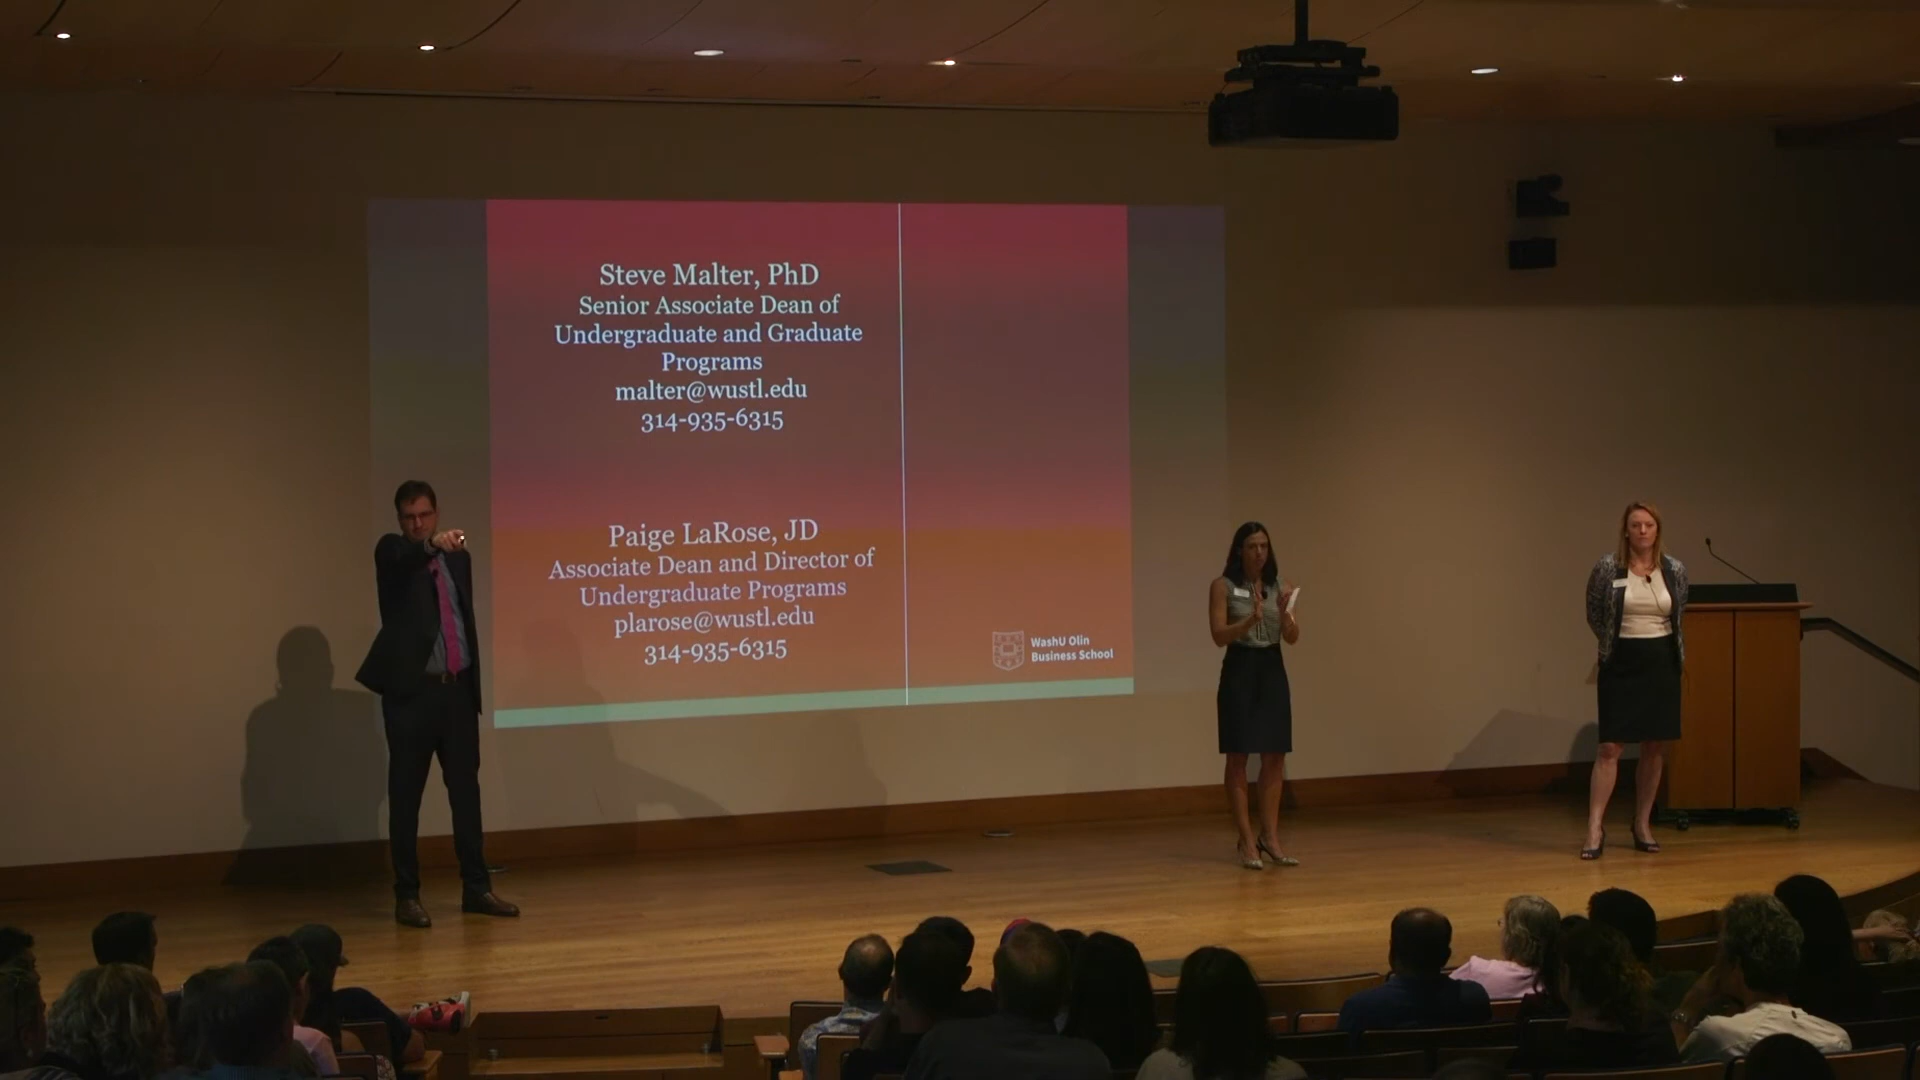 Steve Malter, PhD
Senior Associate Dean of
Undergraduate and Graduate
Programs
malter@wustl.edu
314-935-6315
Paige LaRose, JD
Associate Dean and Director of
Undergraduate Programs
plarose@wustl.edu
314-935-6315
WashU Olin
Business School